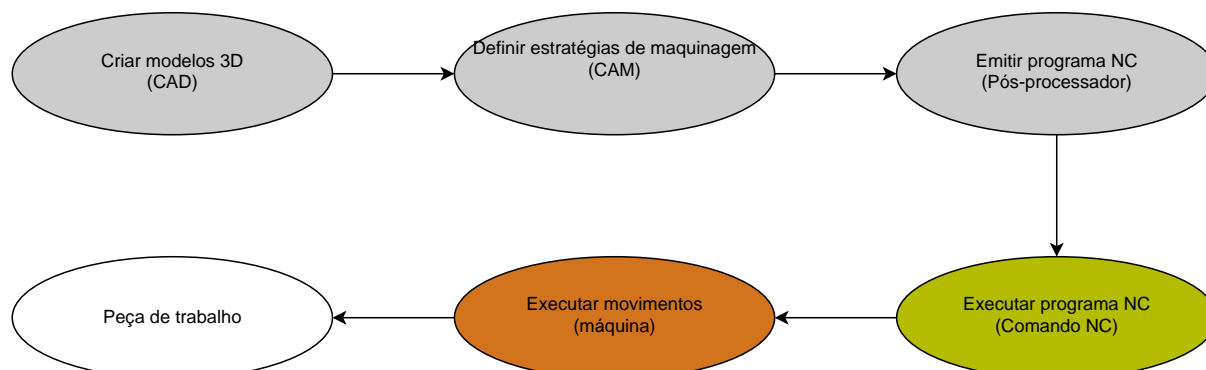 Criar modelos 3D
(CAD)
Definir estratégias de maquinagem
(CAM)
Emitir programa NC
(Pós-processador)
Peça de trabalho
Executar movimentos
(máquina)
Executar programa NC
(Comando NC)